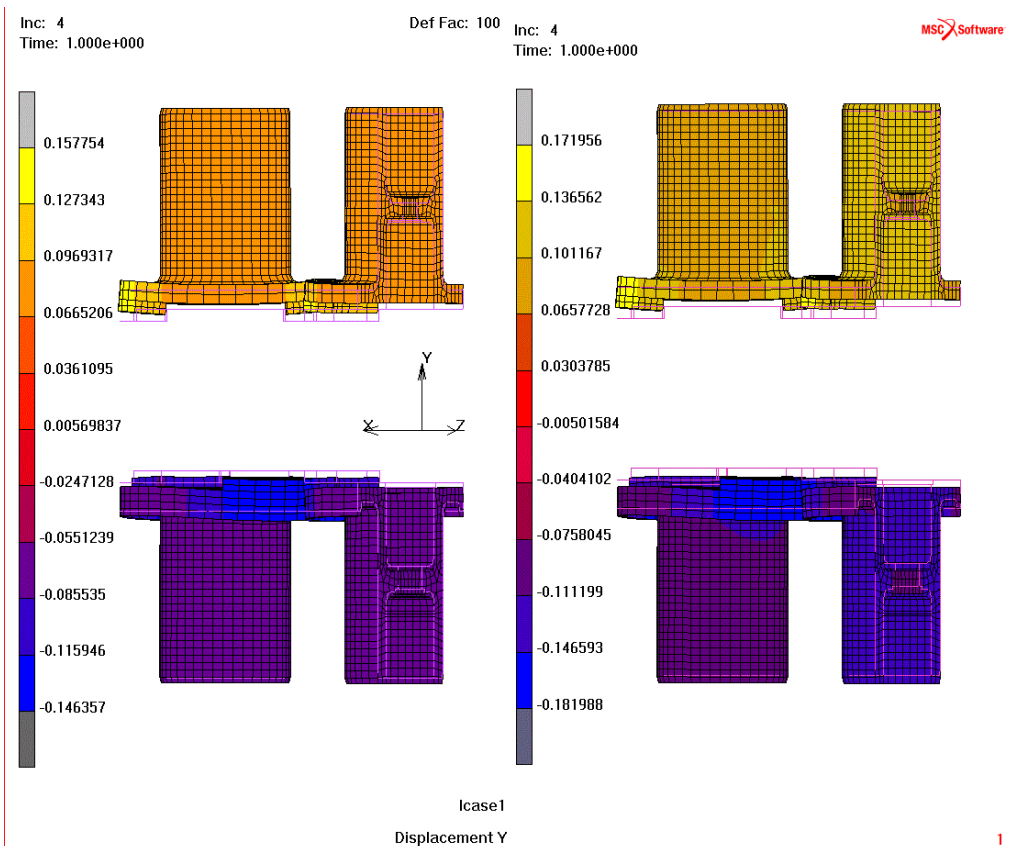 Inc: 4
Time: 1.000e+000
Def Fac: 100
Inc: 4
Time: 1.000e+000
MSC Software
0.157754
0.127343
0.0969317
0.0665206
0.0361095
0.00569837
-0.0247128
-0.0551239
-0.085535
-0.115946
-0.146357
0.171956
0.136562
0.101167
0.0657728
0.0303785
-0.00501584
-0.0404102
-0.0758045
-0.111199
-0.146593
-0.181988
Y
X
Z
lcase1
Displacement Y
1